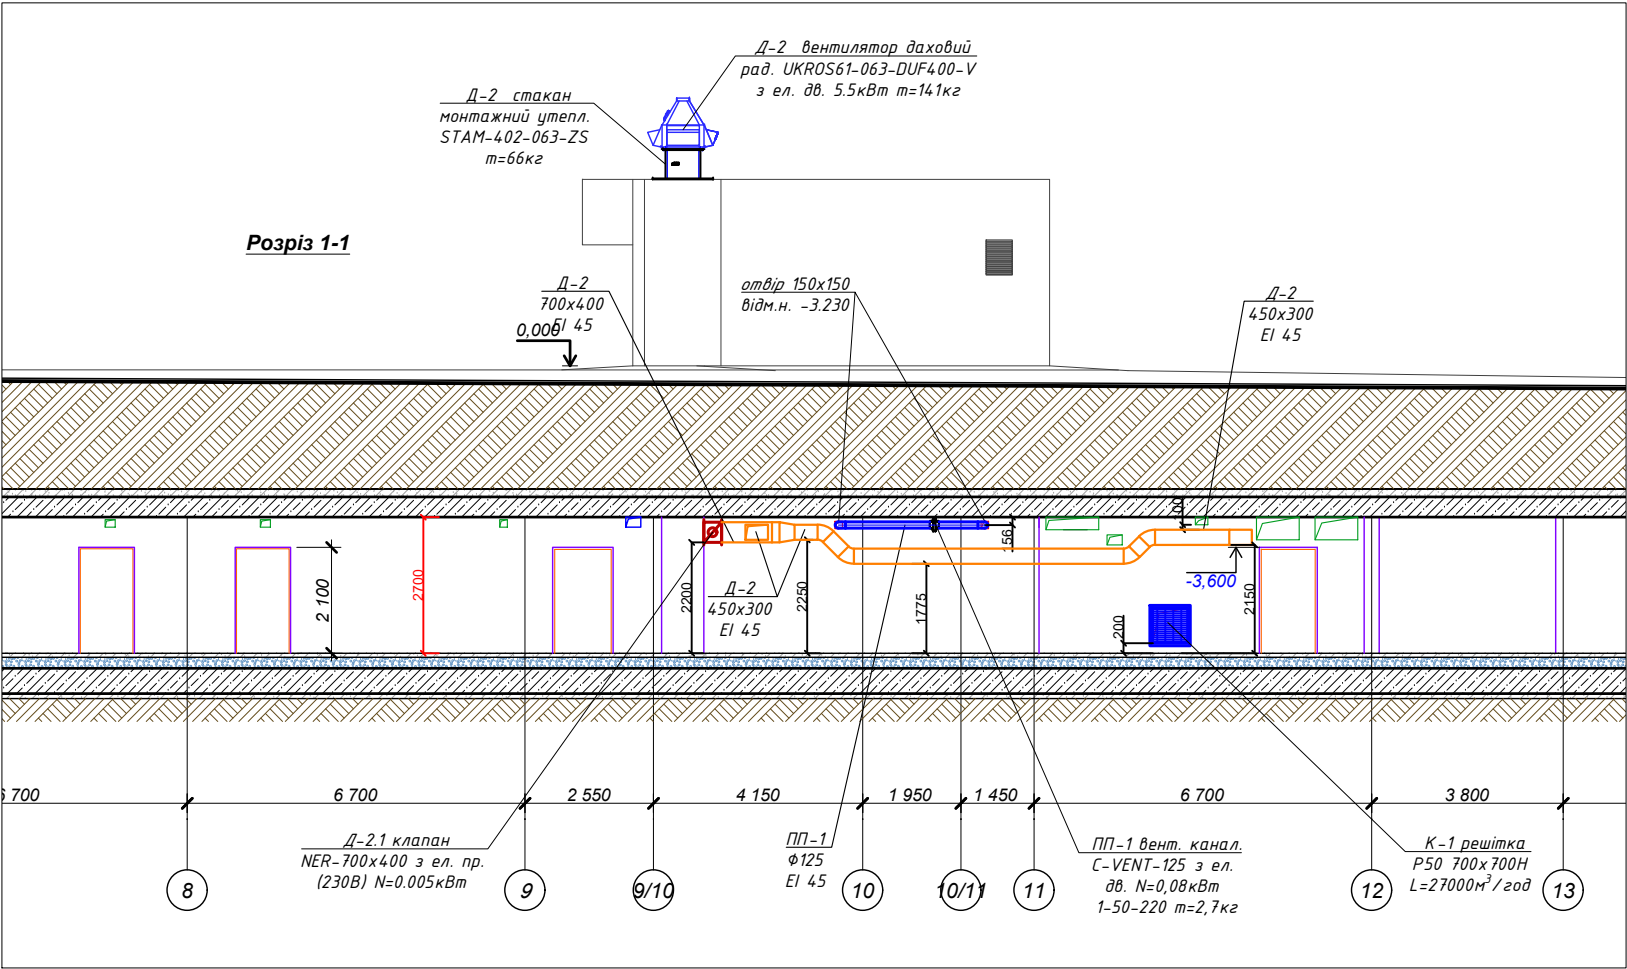 Д-2 вентилятор даховий
рад. UKROS61-063-DUF400-V
з ел. дв. 5.5кВт m=141кг
Д-2 стакан
монтажний утепл.
STAM-402-063-ZS
m=66кг
Розріз 1-1
Д-2
700х400
EI 45
0,000
отвір 150х150
відм.н. -3.230
Д-2
450х300
EI 45
100
156
2700
2 100
2200
Д-2
450х300
EI 45
2250
1775
-3,600
200
2150
6 700
2 550
4 150
1 950
1 450
6 700
3 800
Д-2.1 клапан
NER-700х400 з ел. пр.
(230В) N=0.005кВт
ПП-1
Ф125
EI 45
ПП-1 вент. канал.
C-VENT-125 з ел.
дв. N=0,08кВт
1-50-220 m=2,7кг
К-1 решітка
Р50 700х700Н
L=27000м³/год
8
9
9/10
10
10/11
11
12
13